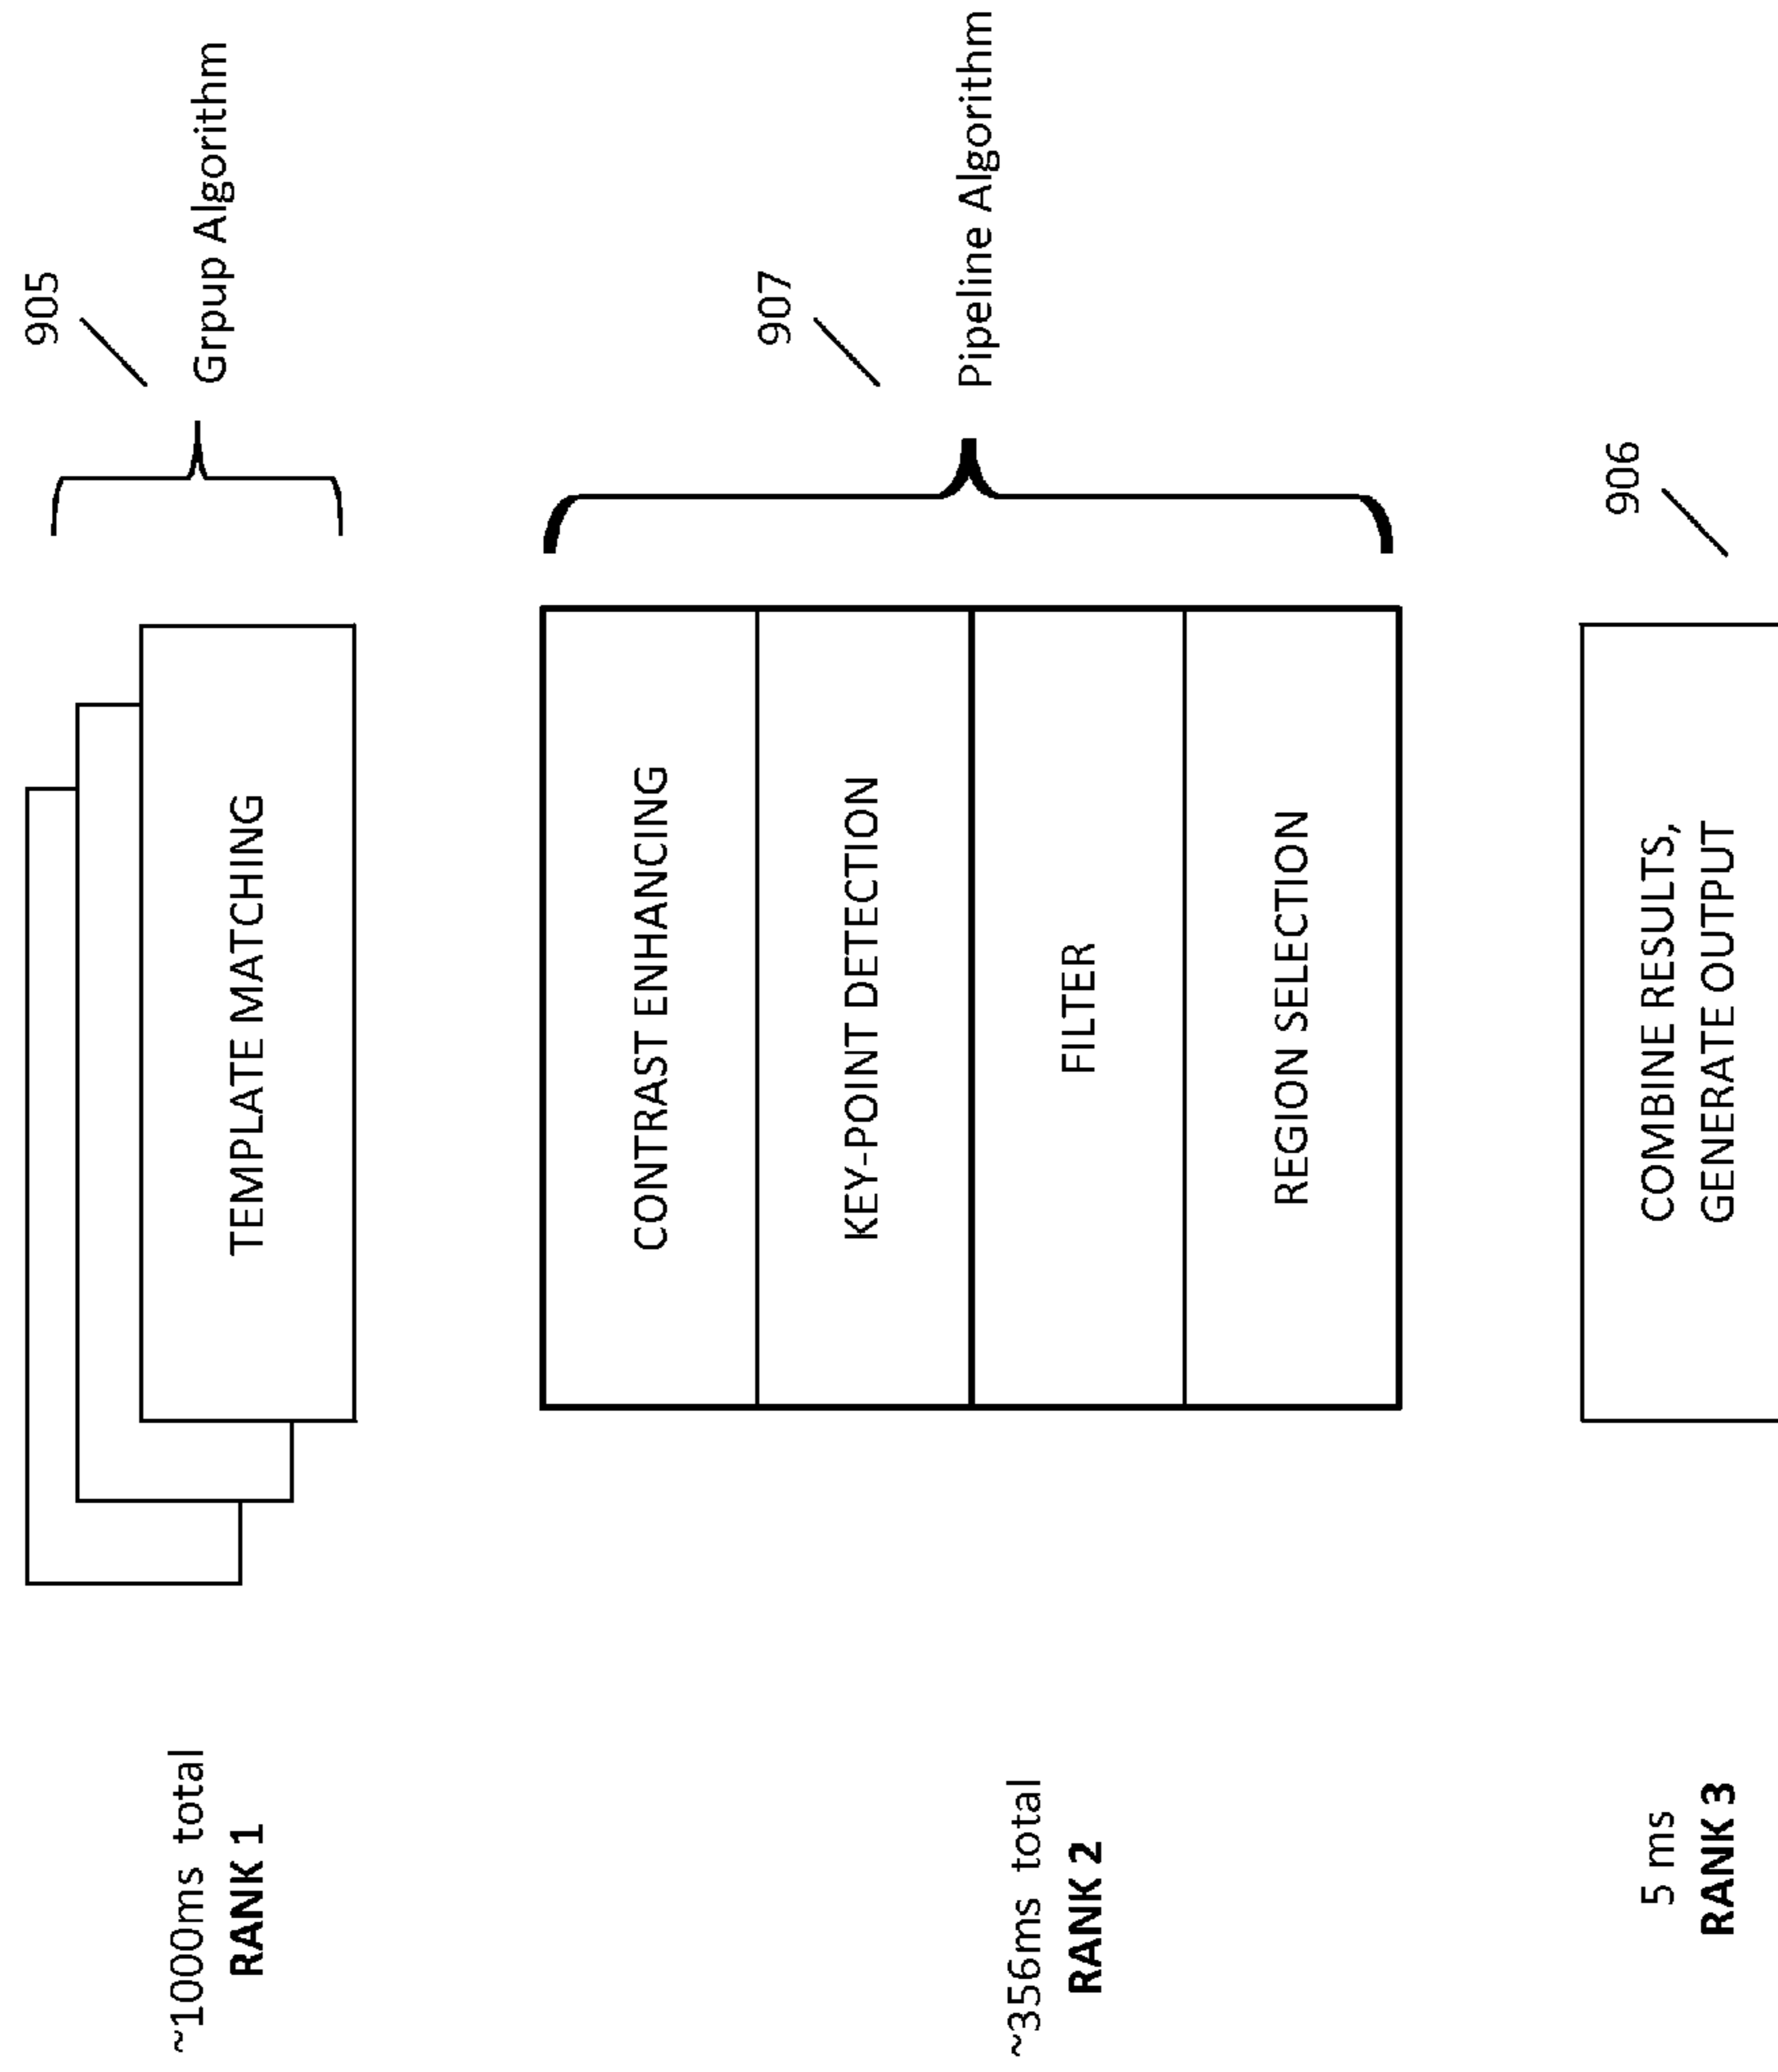 ~1000ms total
RANK 1
TEMPLATE MATCHING
905
Grpup Algorithm
~356ms total
RANK 2
CONTRAST ENHANCING
KEY-POINT DETECTION
FILTER
REGION SELECTION
907
Pipeline Algorithm
5 ms
RANK 3
COMBINE RESULTS,
GENERATE OUTPUT
906